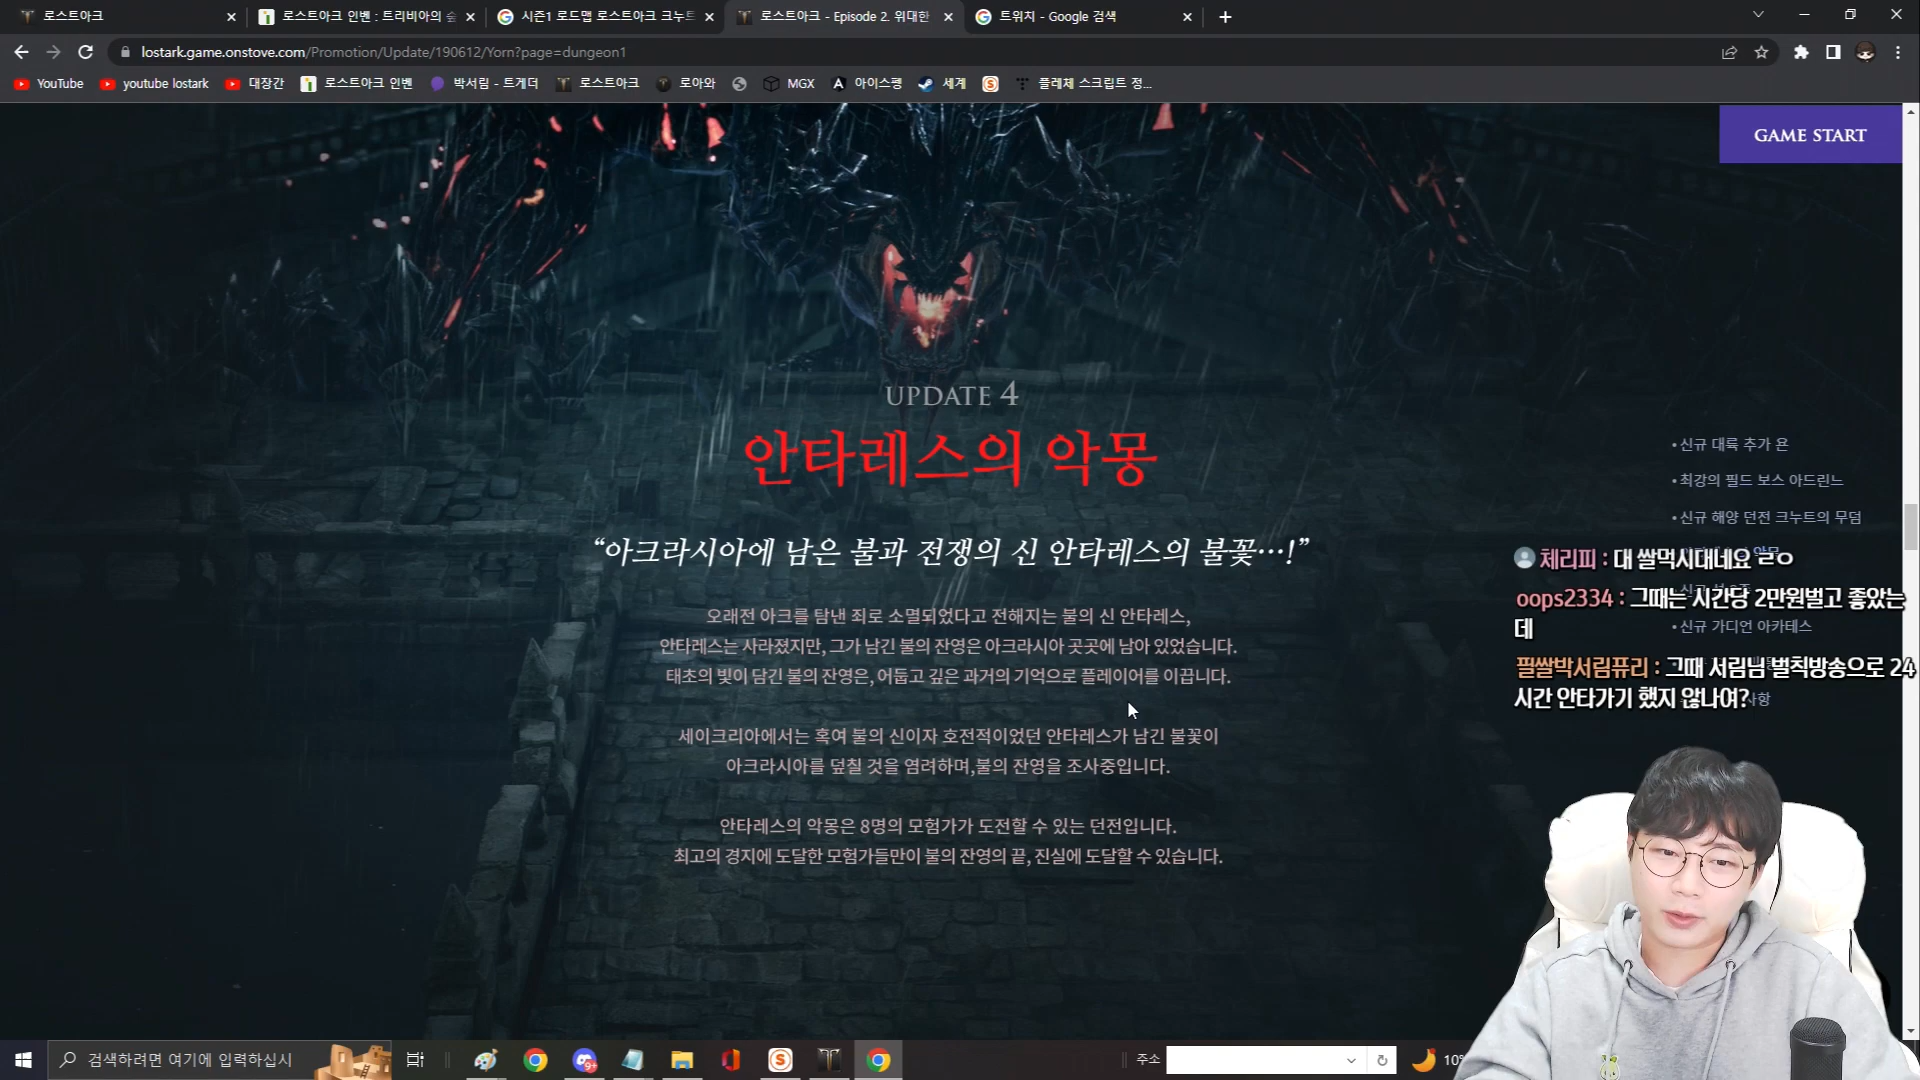 로스트아크
로스트아크 인벤 : 트리비아의 숲
시즌1 로드맵 로스트아크 크누트
로스트아크 - Episode 2. 위대한
트위치 - Google 검색
lostark.game.onstove.com/Promotion/Update/190612/Yorn?page=dungeon1
YouTube
youtube lostark
대장간
로스트아크 인벤
박서림 - 트게더
로스트아크
로아와
MGX
아이스펭
세계
플레체 스크립트 정...
GAME START
UPDATE 4
안타레스의 악몽
“아크라시아에 남은 불과 전쟁의 신 안타레스의 불꽃…!”
오래전 아크를 탐낸 죄로 소멸되었다고 전해지는 불의 신 안타레스,
안타레스는 사라졌지만, 그가 남긴 불의 잔영은 아크라시아 곳곳에 남아 있었습니다.
태초의 빛이 담긴 불의 잔영은, 어둡고 깊은 과거의 기억으로 플레이어를 이끕니다.
세이크리아에서는 혹여 불의 신이자 호전적이었던 안타레스가 남긴 불꽃이
아크라시아를 덮칠 것을 염려하며,불의 잔영을 조사중입니다.
안타레스의 악몽은 8명의 모험가가 도전할 수 있는 던전입니다.
최고의 경지에 도달한 모험가들만이 불의 잔영의 끝, 진실에 도달할 수 있습니다.
• 신규 대륙 추가 욘
• 최강의 필드 보스 아드린느
• 신규 해양 던전 크누트의 무덤
체리피 : 대 쌀먹시대네요 ㄹㅇ
oops2334 : 그때는 시간당 2만원벌고 좋았는
데
• 신규 가디언 아카테스
필쌀박서림퓨리 : 그때 서림님 벌칙방송으로 24
시간 안타가기 했지 않나여?
사항
검색하려면 여기에 입력하십시
9+
주소
10°